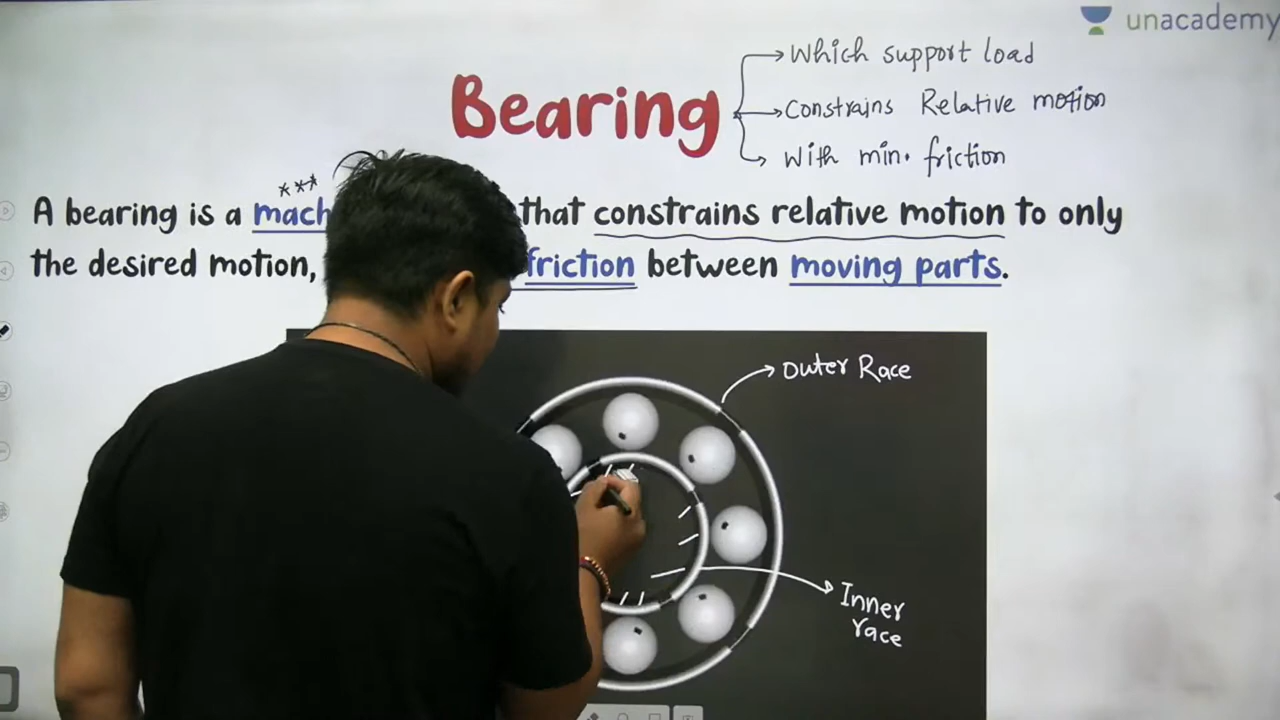 unacademy
Which support load
Bearing
Constrains Relative motion
With min. friction
A bearing is a mach that constrains relative motion to only
the desired motion, friction between moving parts.
Outer Race
Inner
race